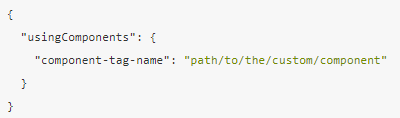 {
  "usingComponents": {
    "component-tag-name": "path/to/the/custom/component"
  }
}